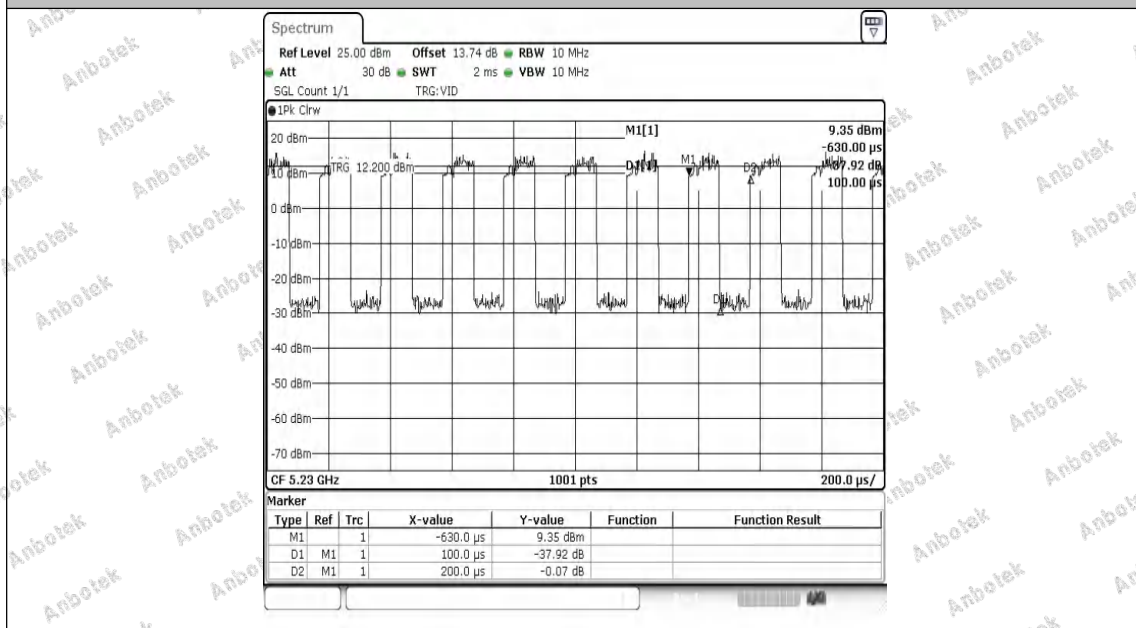 Spectrum
Ref Level 25.00 dBm Offset 13.74 dB RBW 10 MHz
Att 30 dB SWT 2 ms VBW 10 MHz
SGL Count 1/1 TRG:VID
1Pk Clrw
M1[1] 9.35 dBm
-630.00 µs
D1[1] -37.92 dB
100.00 µs
20 dBm
TRG 12.200 dBm
M1
D2
10 dBm
0 dBm
-10 dBm
-20 dBm
D1
-30 dBm
-40 dBm
-50 dBm
-60 dBm
-70 dBm
CF 5.23 GHz 1001 pts 200.0 µs/
Marker
Type Ref Trc X-value Y-value Function Function Result
M1 1 -630.0 µs 9.35 dBm
D1 M1 1 100.0 µs -37.92 dB
D2 M1 1 200.0 µs -0.07 dB
Anbotek